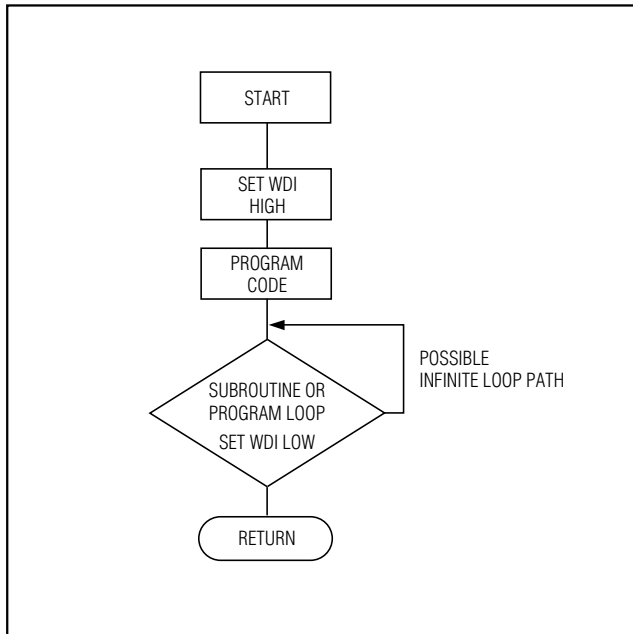 START
SET WDI
HIGH
PROGRAM
CODE
POSSIBLE
INFINITE LOOP PATH
SUBROUTINE OR
PROGRAM LOOP
SET WDI LOW
RETURN